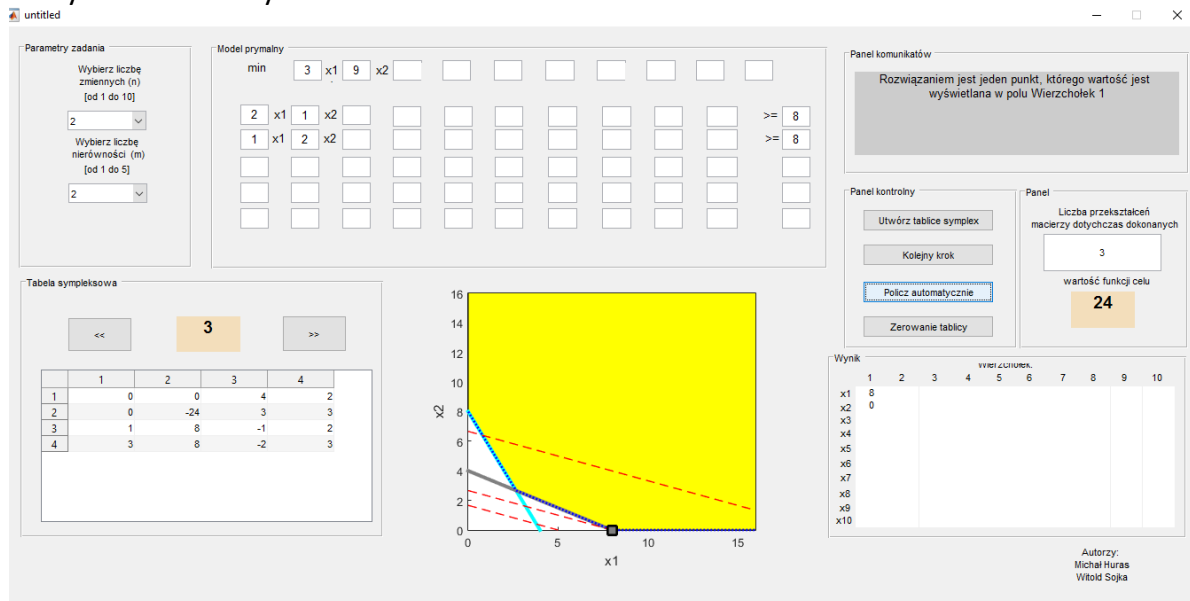 untitled
Parametry zadania
Wybierz liczbę
zmiennych (n)
[od 1 do 10]
2
Wybierz liczbę
nierówności (m)
[od 1 do 5]
2
Model prymalny
min 3 x1 9 x2
2 x1 1 x2 >= 8
1 x1 2 x2 >= 8
Panel komunikatów
Rozwiązaniem jest jeden punkt, którego wartość jest
wyświetlana w polu Wierzchołek 1
Panel kontrolny
Utwórz tablice symplex
Kolejny krok
Policz automatycznie
Zerowanie tablicy
Panel
Liczba przekształceń
macierzy dotychczas dokonanych
3
wartość funkcji celu
24
Tabela sympleksowa
<< 3 >>
1 2 3 4
1 0 0 4 2
2 0 -24 3 3
3 1 8 -1 2
4 3 8 -2 3
16
14
12
10
8
6
4
2
0
x2
0 5 10 15
x1
Wynik
Wierzchołek:
1 2 3 4 5 6 7 8 9 10
x1 8
x2 0
x3
x4
x5
x6
x7
x8
x9
x10
Autorzy:
Michał Huras
Witold Sojka